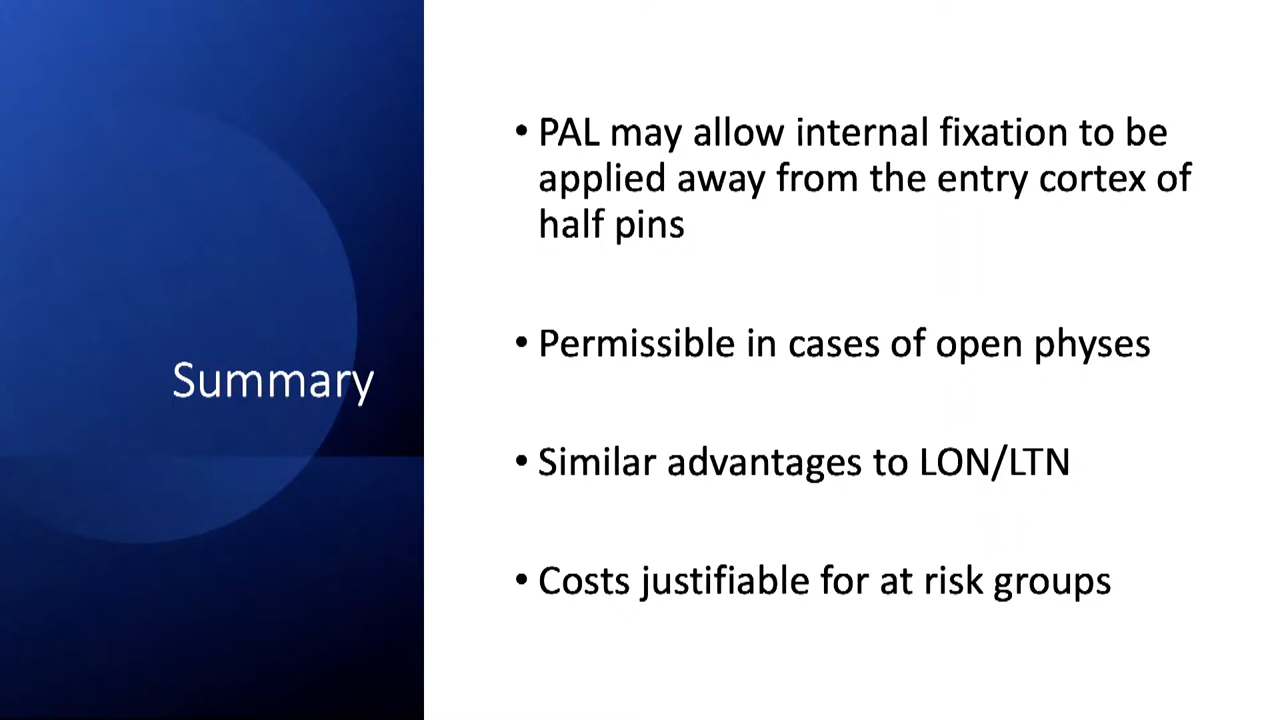 Summary
• PAL may allow internal fixation to be
applied away from the entry cortex of
half pins
• Permissible in cases of open physes
• Similar advantages to LON/LTN
• Costs justifiable for at risk groups